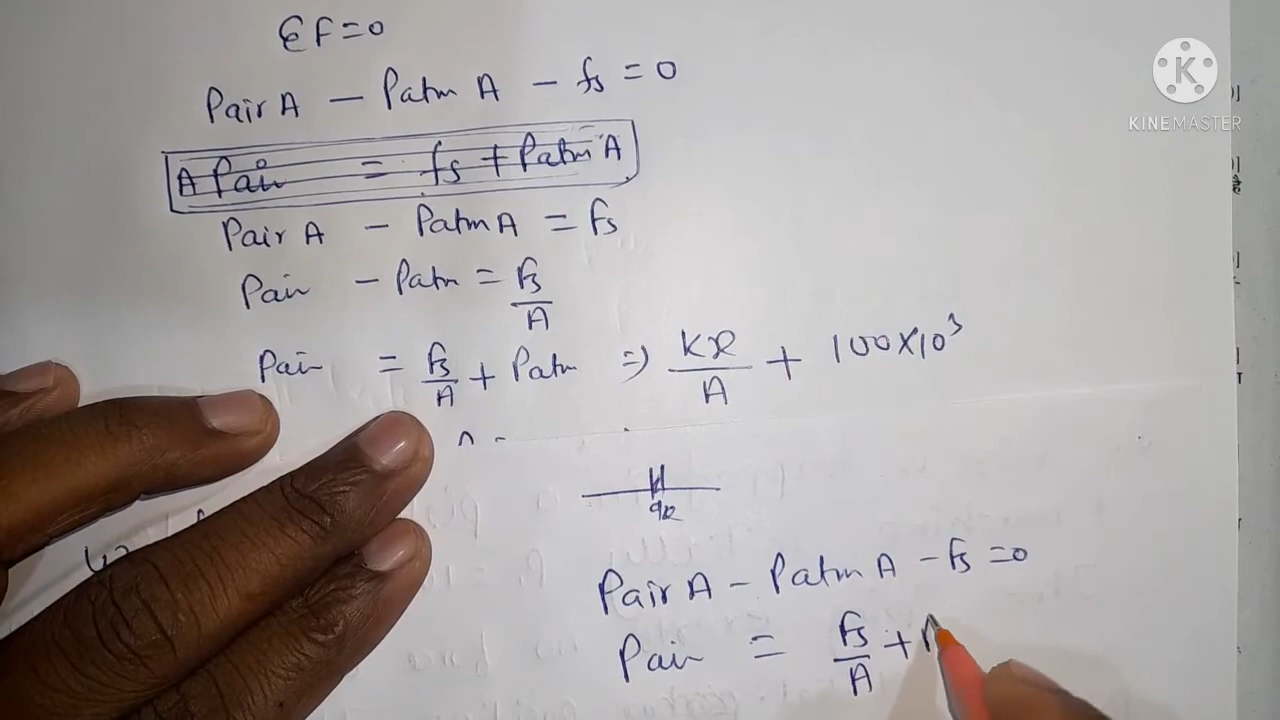 ΣF=0
Pair A – Patm A – fs = 0
A Pair = fs + Patm A
Pair A – Patm A = Fs
Pair – Patm = Fs/A
Pair = Fs/A + Patm ⇒ Kx/A + 100×10³
Pair A – Patm A – Fs = 0
Pair = Fs/A +
KINEMASTER